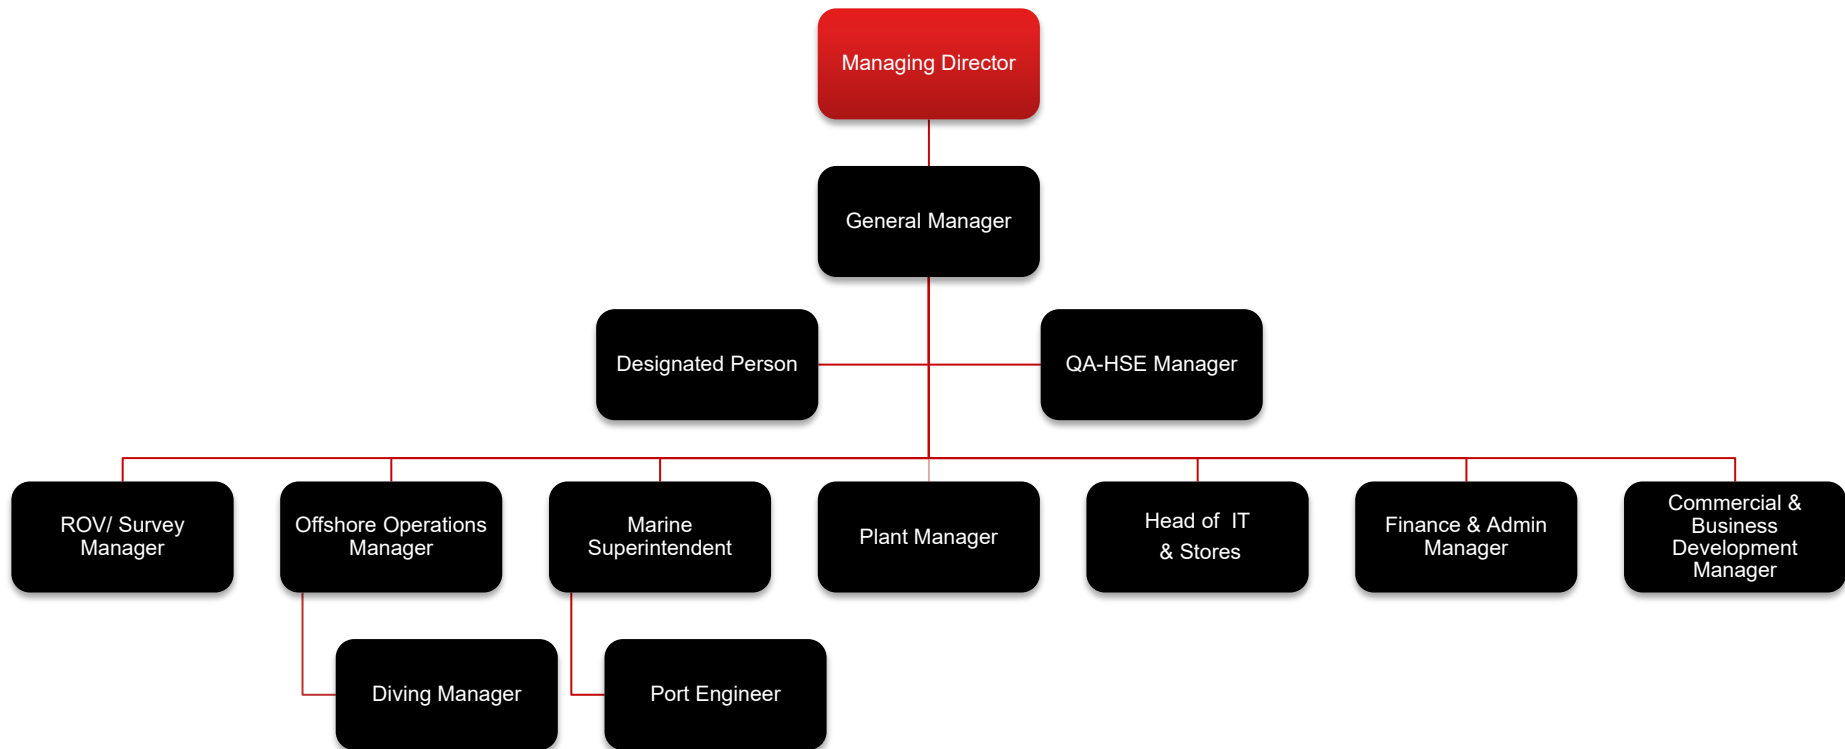 Managing Director
General Manager
Designated Person
QA-HSE Manager
ROV/ Survey
Manager
Offshore Operations
Manager
Marine
Superintendent
Plant Manager
Head of IT
& Stores
Finance & Admin
Manager
Commercial &
Business
Development
Manager
Diving Manager
Port Engineer